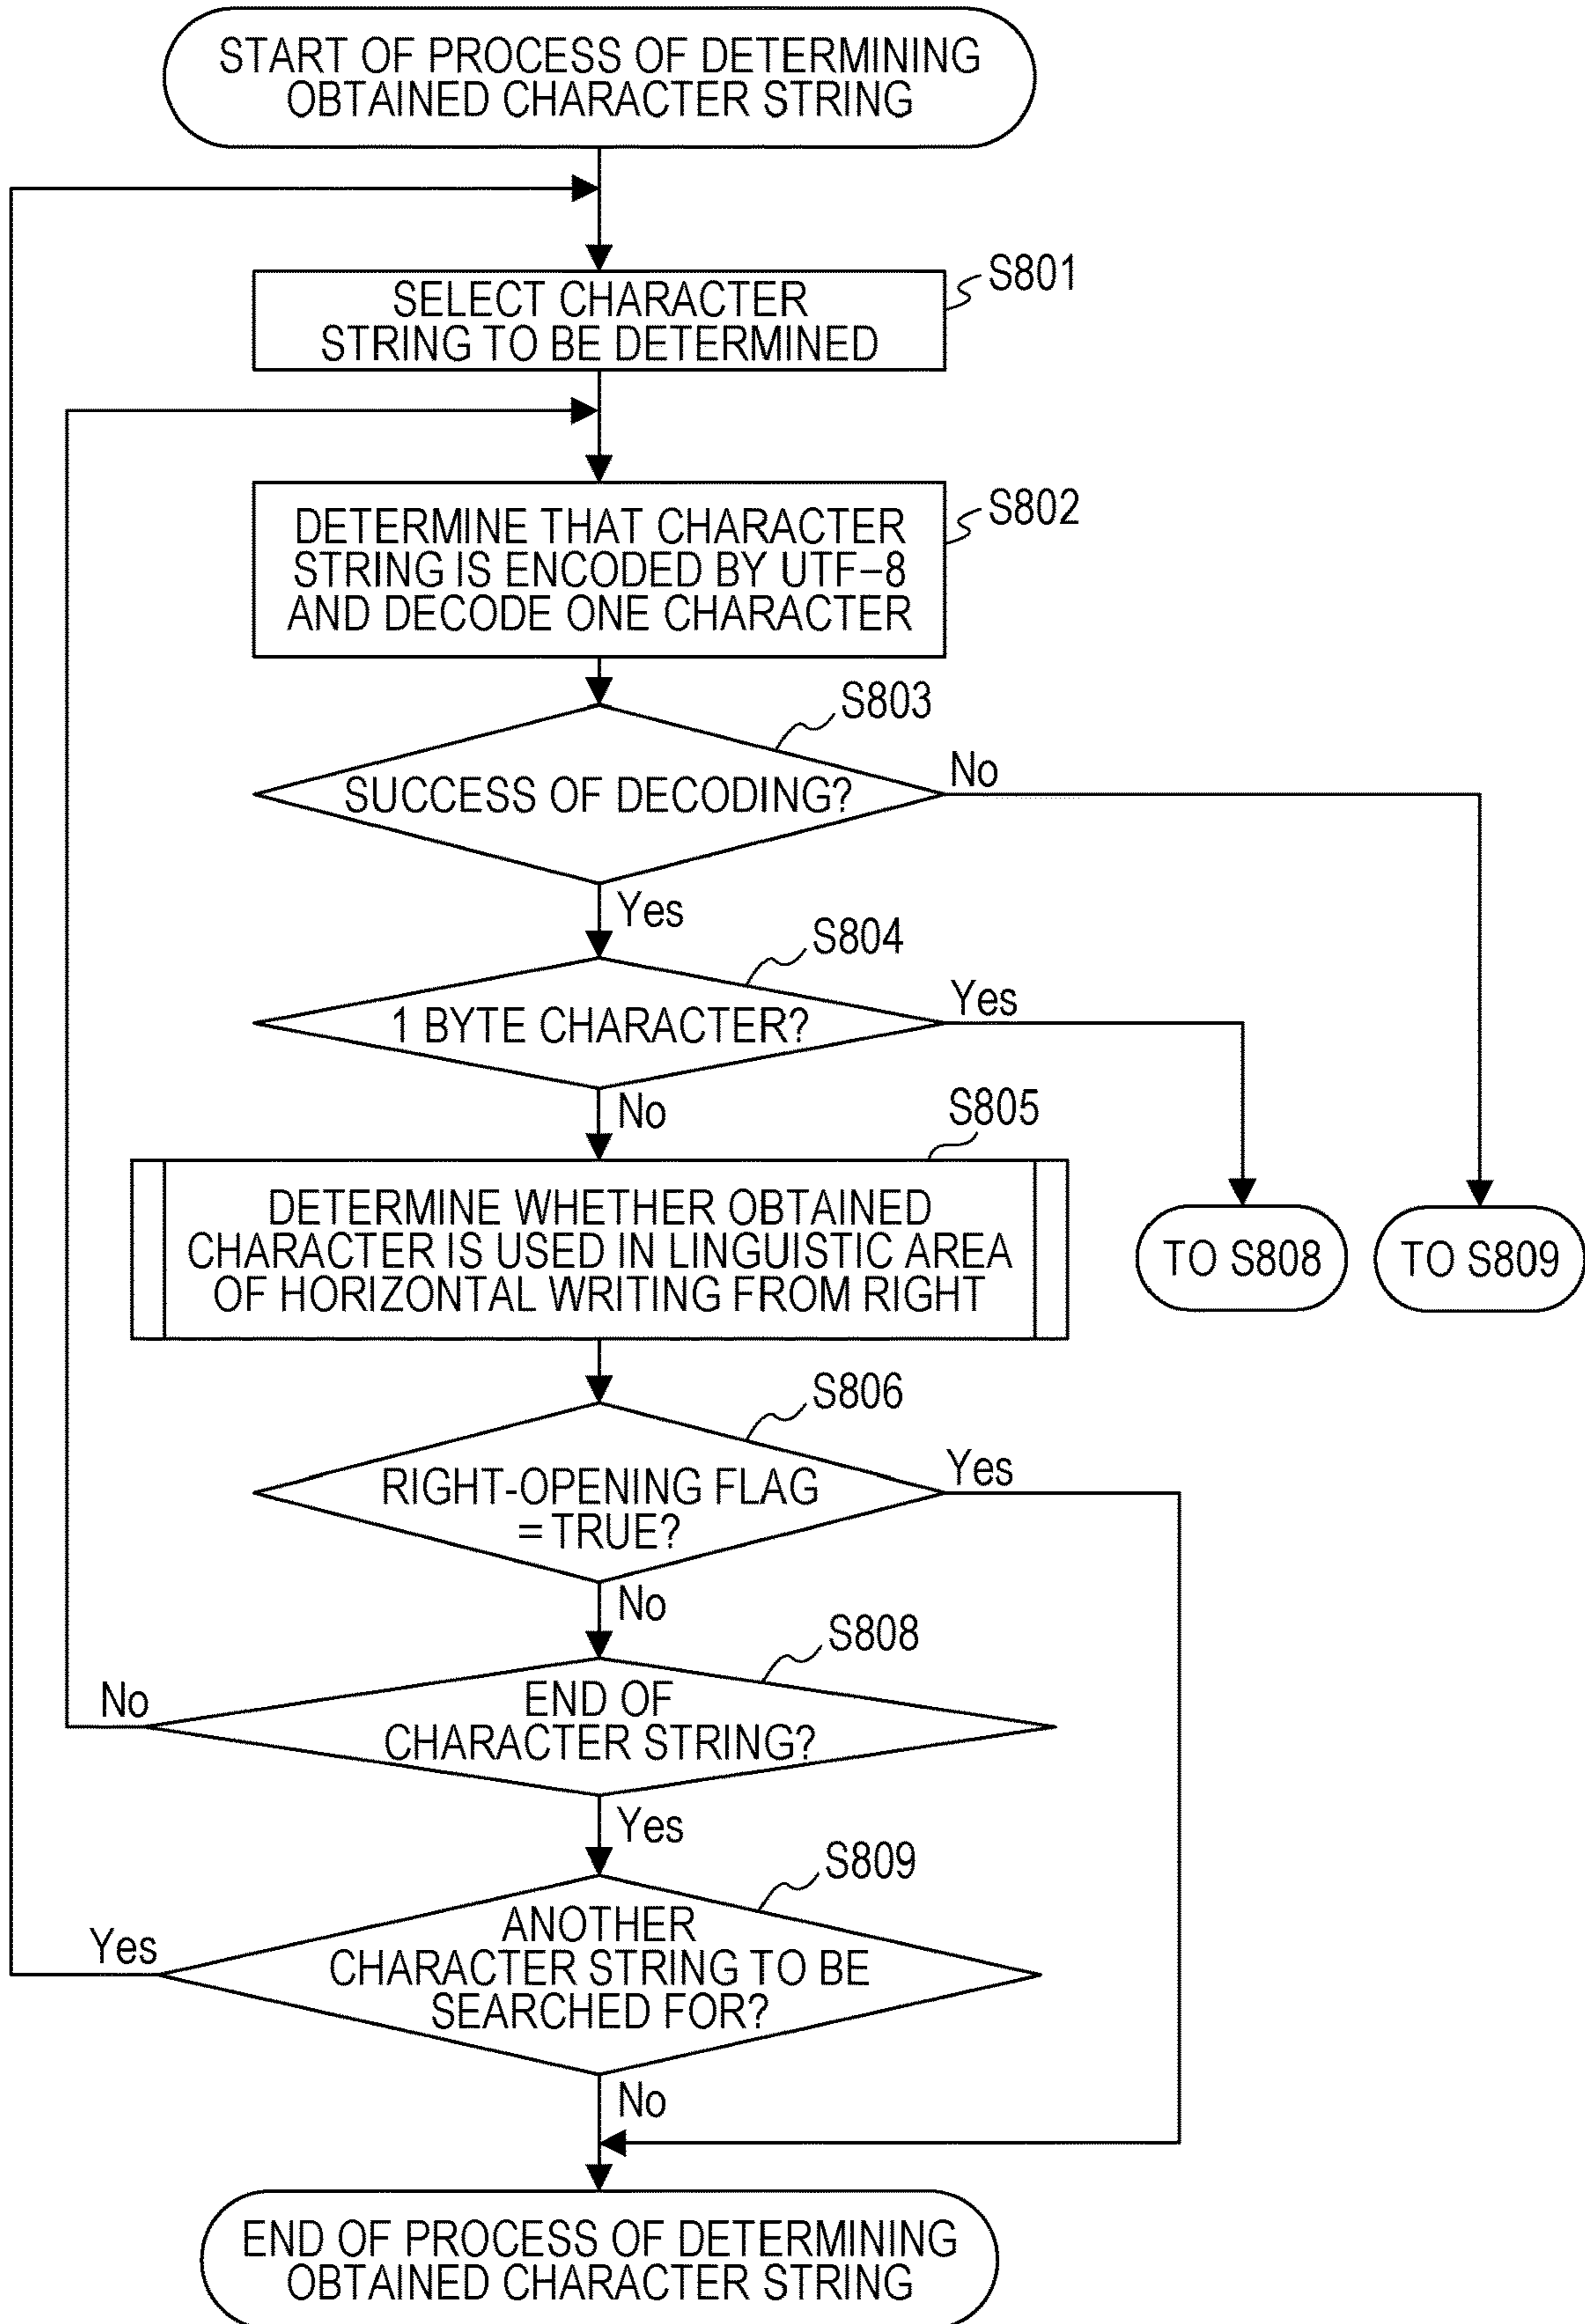 START OF PROCESS OF DETERMINING
OBTAINED CHARACTER STRING
S801
SELECT CHARACTER
STRING TO BE DETERMINED
S802
DETERMINE THAT CHARACTER
STRING IS ENCODED BY UTF–8
AND DECODE ONE CHARACTER
S803
SUCCESS OF DECODING?
No
Yes
S804
1 BYTE CHARACTER?
Yes
No
S805
DETERMINE WHETHER OBTAINED
CHARACTER IS USED IN LINGUISTIC AREA
OF HORIZONTAL WRITING FROM RIGHT
TO S808
TO S809
S806
RIGHT-OPENING FLAG
= TRUE?
Yes
No
S808
END OF
CHARACTER STRING?
No
Yes
S809
ANOTHER
CHARACTER STRING TO BE
SEARCHED FOR?
Yes
No
END OF PROCESS OF DETERMINING
OBTAINED CHARACTER STRING